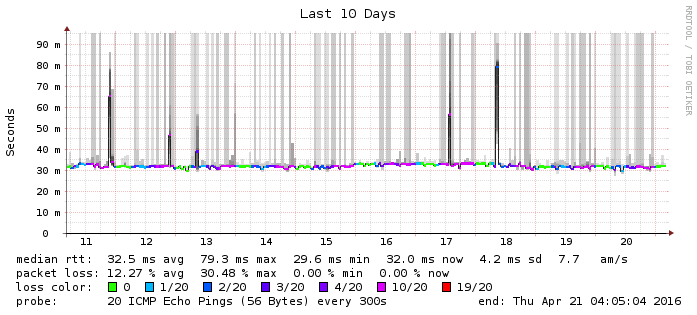 Last 10 Days
RRDTOOL / TOBI OETIKER
Seconds
90 m
80 m
70 m
60 m
50 m
40 m
30 m
20 m
10 m
0
11 12 13 14 15 16 17 18 19 20
median rtt: 32.5 ms avg 79.3 ms max 29.6 ms min 32.0 ms now 4.2 ms sd 7.7 am/s
packet loss: 12.27 % avg 30.48 % max 0.00 % min 0.00 % now
loss color: 0 1/20 2/20 3/20 4/20 10/20 19/20
probe: 20 ICMP Echo Pings (56 Bytes) every 300s end: Thu Apr 21 04:05:04 2016